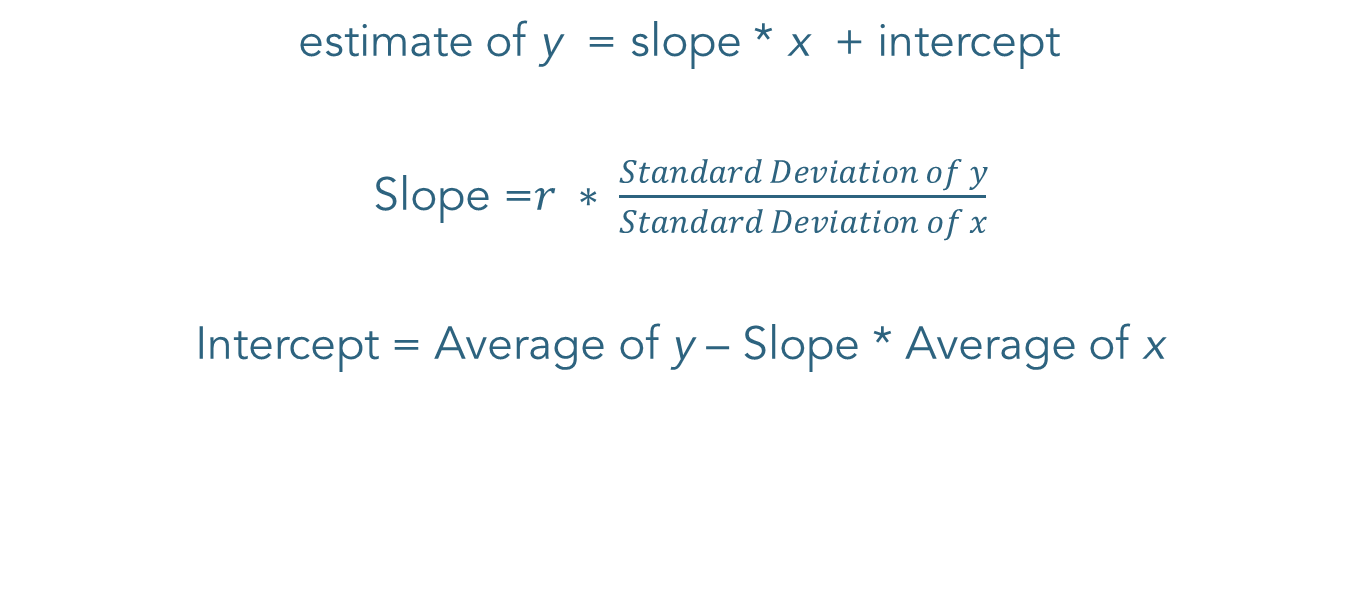 estimate of y = slope * x + intercept
Slope =r * Standard Deviation of y
Standard Deviation of x
Intercept = Average of y – Slope * Average of x